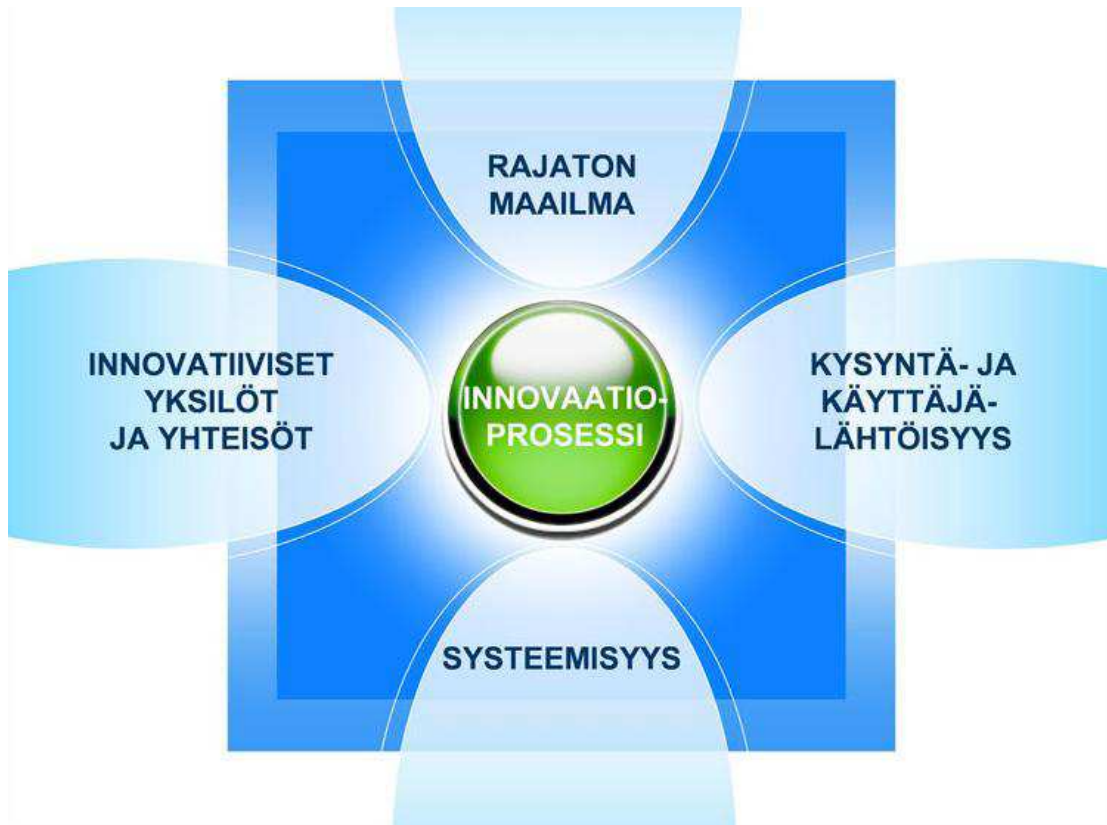 RAJATON
MAAILMA
INNOVATIIVISET
YKSILÖT
JA YHTEISÖT
INNOVAATIO-
PROSESSI
KYSYNTÄ- JA
KÄYTTÄJÄ-
LÄHTÖISYYS
SYSTEEMISYYS